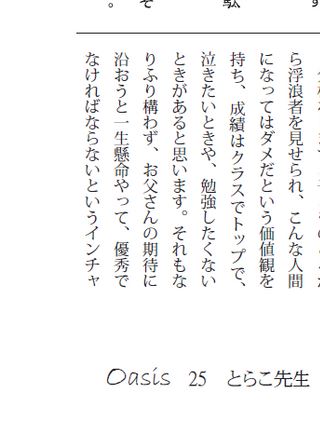 ら浮浪者を見せられ、こんな人間
になってはダメだという価値観を
持ち、成績はクラスでトップで、
泣きたいときや、勉強したくない
ときがあると思います。それもな
りふり構わず、お父さんの期待に
沿おうと一生懸命やって、優秀で
なければならないというインチャ
Oasis 25 とらこ先生